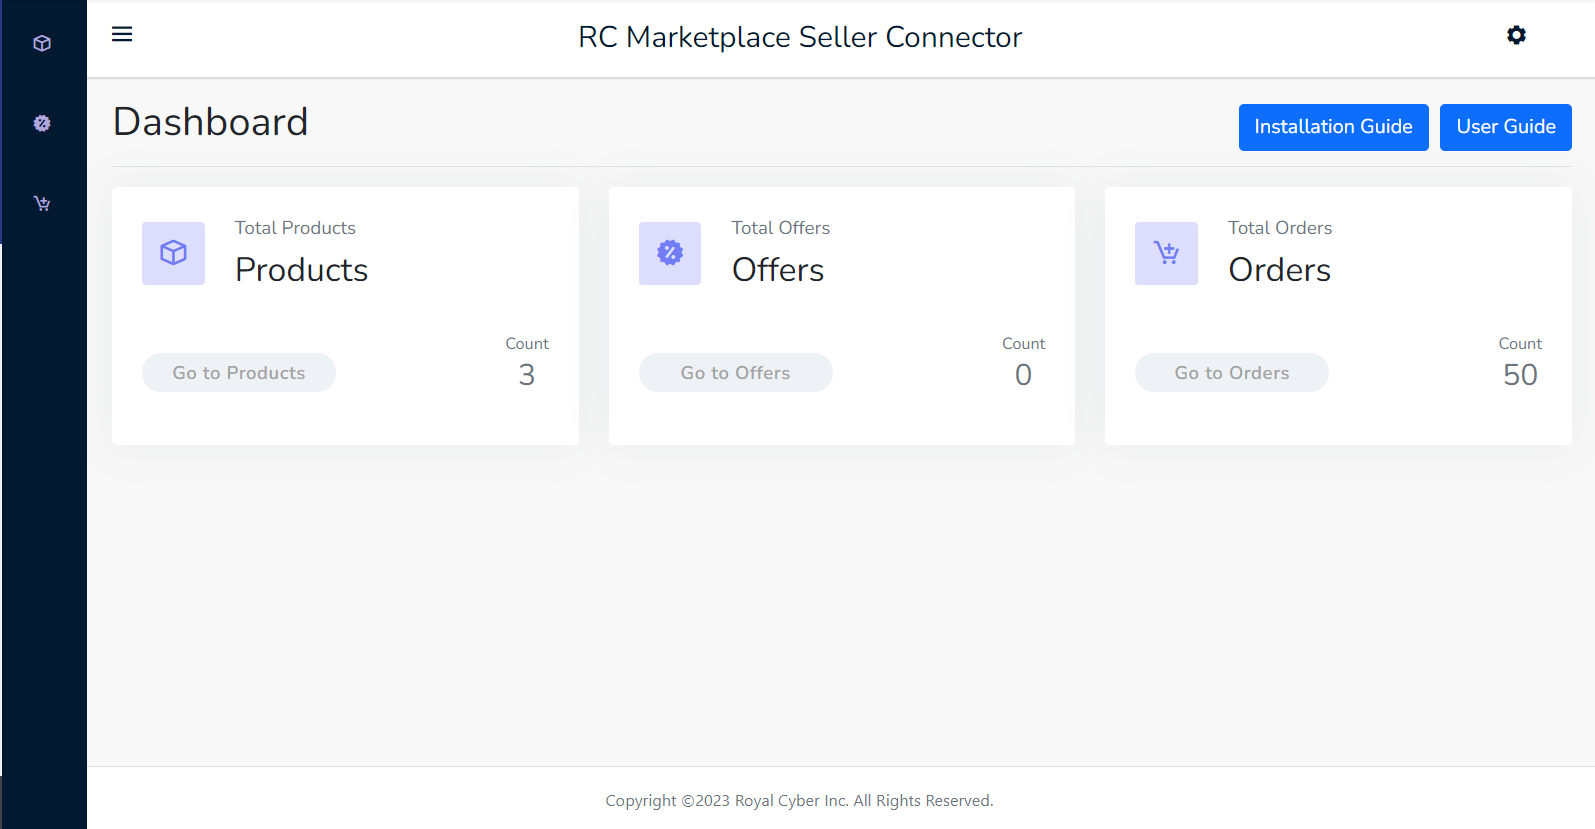 RC Marketplace Seller Connector
Dashboard
Installation Guide
User Guide
Total Products
Products
Go to Products
Count
3
Total Offers
Offers
Go to Offers
Count
0
Total Orders
Orders
Go to Orders
Count
50
Copyright ©2023 Royal Cyber Inc. All Rights Reserved.